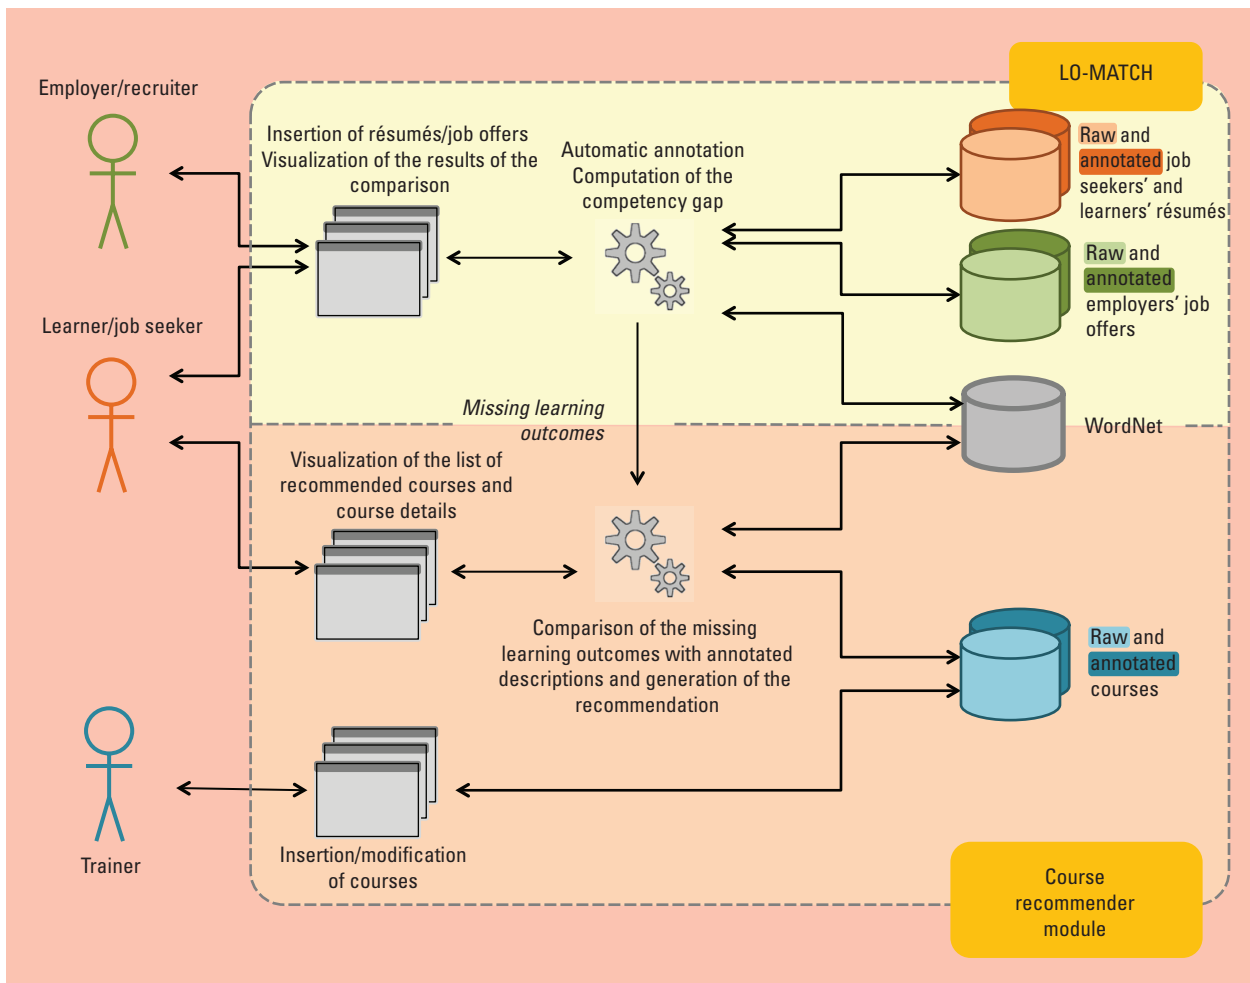 LO-MATCH
Employer/recruiter
Insertion of résumés/job offers
Visualization of the results of the
comparison
Automatic annotation
Computation of the
competency gap
Raw and
annotated job
seekers’ and
learners’ résumés
Raw and
annotated
employers’ job
offers
Learner/job seeker
Missing learning
outcomes
WordNet
Visualization of the list of
recommended courses and
course details
Comparison of the missing
learning outcomes with annotated
descriptions and generation of the
recommendation
Raw and
annotated
courses
Trainer
Insertion/modification
of courses
Course
recommender
module